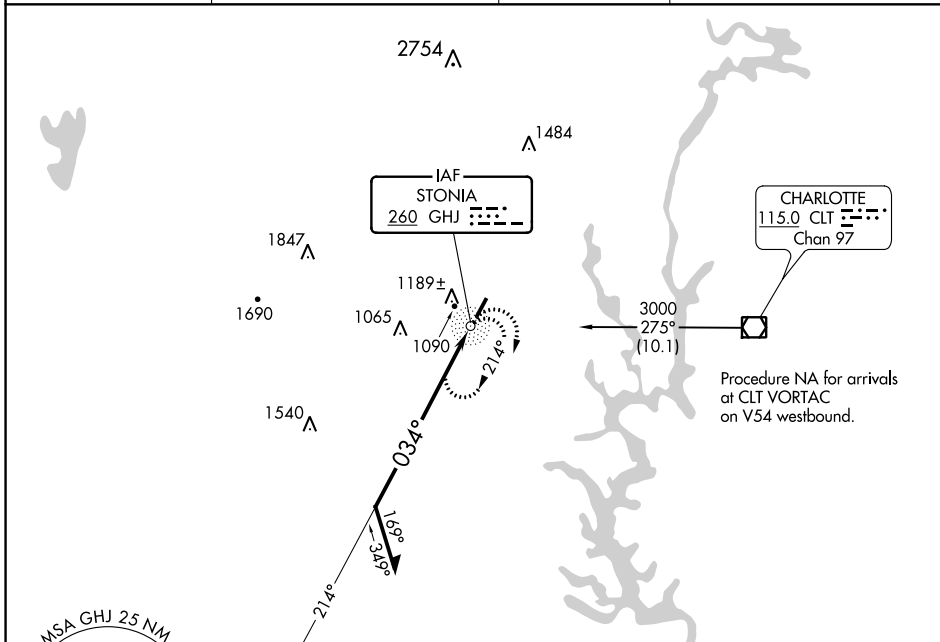 2754
1484
IAF
STONIA
260 GHJ
CHARLOTTE
115.0 CLT
Chan 97
1847
1189±
1690
1065
1090
3000
275°
(10.1)
214°
Procedure NA for arrivals
at CLT VORTAC
on V54 westbound.
1540
034°
169°
349°
214°
MSA GHJ 25 NM